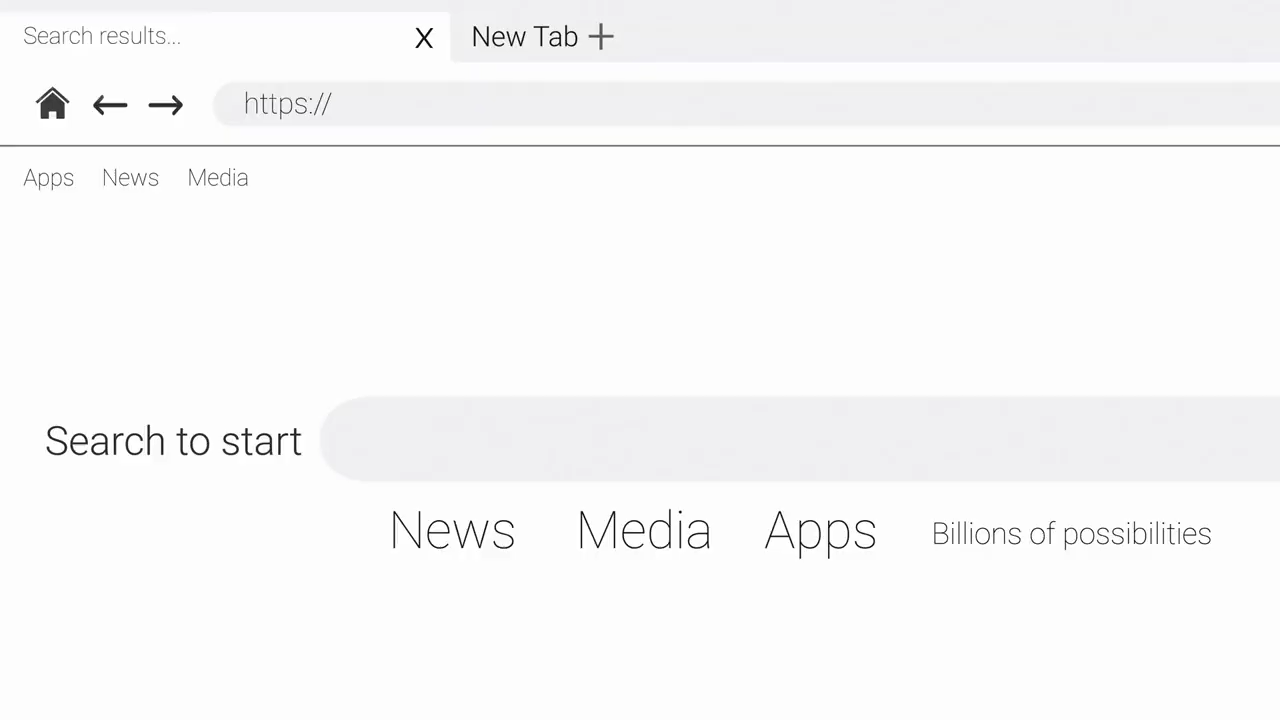 Search results... X New Tab +
https://
Apps News Media
Search to start
News Media Apps Billions of possibilities